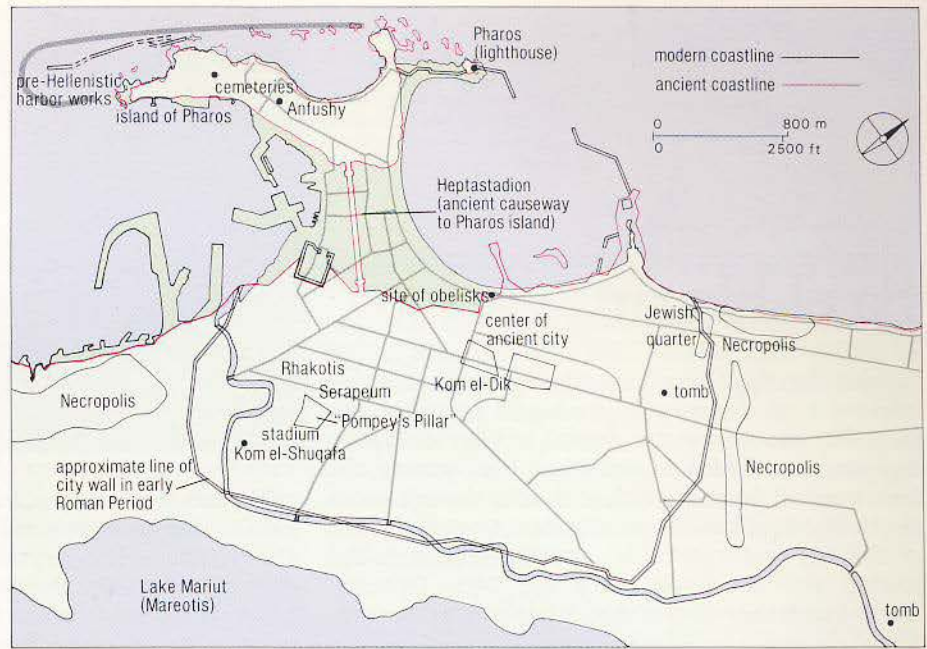 Pharos
(lighthouse)
modern coastline
ancient coastline
pre-Hellenistic
harbor works
cemeteries
Anfushy
island of Pharos
0 800 m
0 2500 ft
Heptastadion
(ancient causeway
to Pharos island)
site of obelisks
center of
ancient city
Jewish
quarter
Necropolis
Rhakotis
Serapeum
Kom el-Dik
tomb
Necropolis
"Pompey's Pillar"
stadium
Kom el-Shuqafa
approximate line of
city wall in early
Roman Period
Necropolis
Lake Mariut
(Mareotis)
tomb